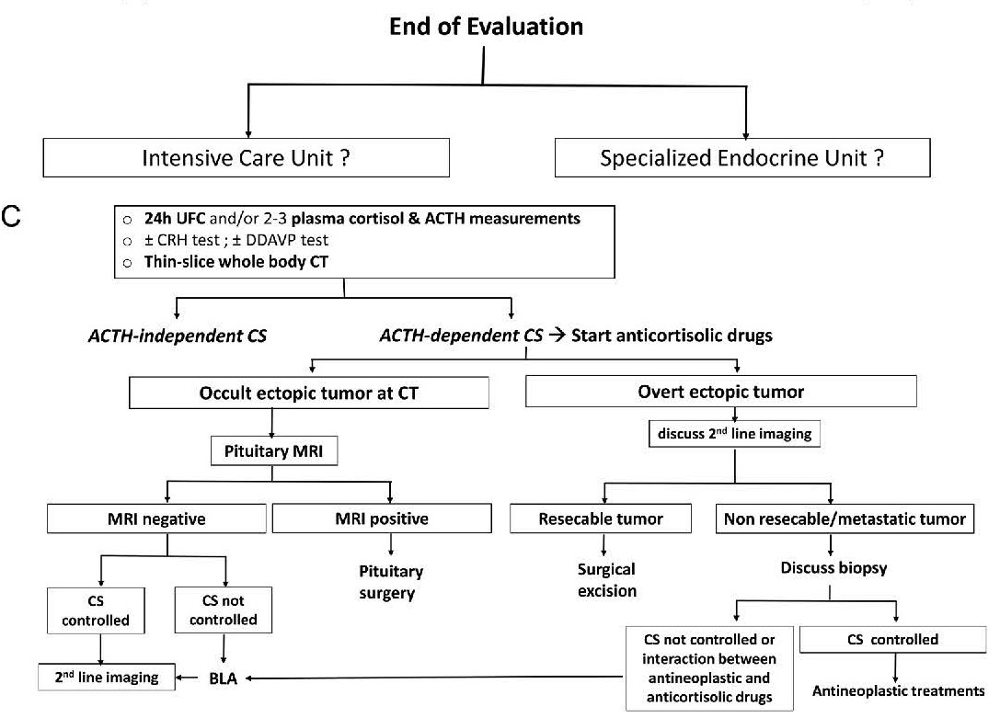 End of Evaluation
Intensive Care Unit ?
Specialized Endocrine Unit ?
C
○ 24h UFC and/or 2-3 plasma cortisol & ACTH measurements
○ ± CRH test ; ± DDAVP test
○ Thin-slice whole body CT
ACTH-independent CS
ACTH-dependent CS → Start anticortisolic drugs
Occult ectopic tumor at CT
Overt ectopic tumor
discuss 2nd line imaging
Pituitary MRI
MRI negative
MRI positive
Resecable tumor
Non resecable/metastatic tumor
Pituitary
surgery
Surgical
excision
Discuss biopsy
CS
controlled
CS not
controlled
CS not controlled or
interaction between
antineoplastic and
anticortisolic drugs
CS controlled
2nd line imaging
BLA
Antineoplastic treatments